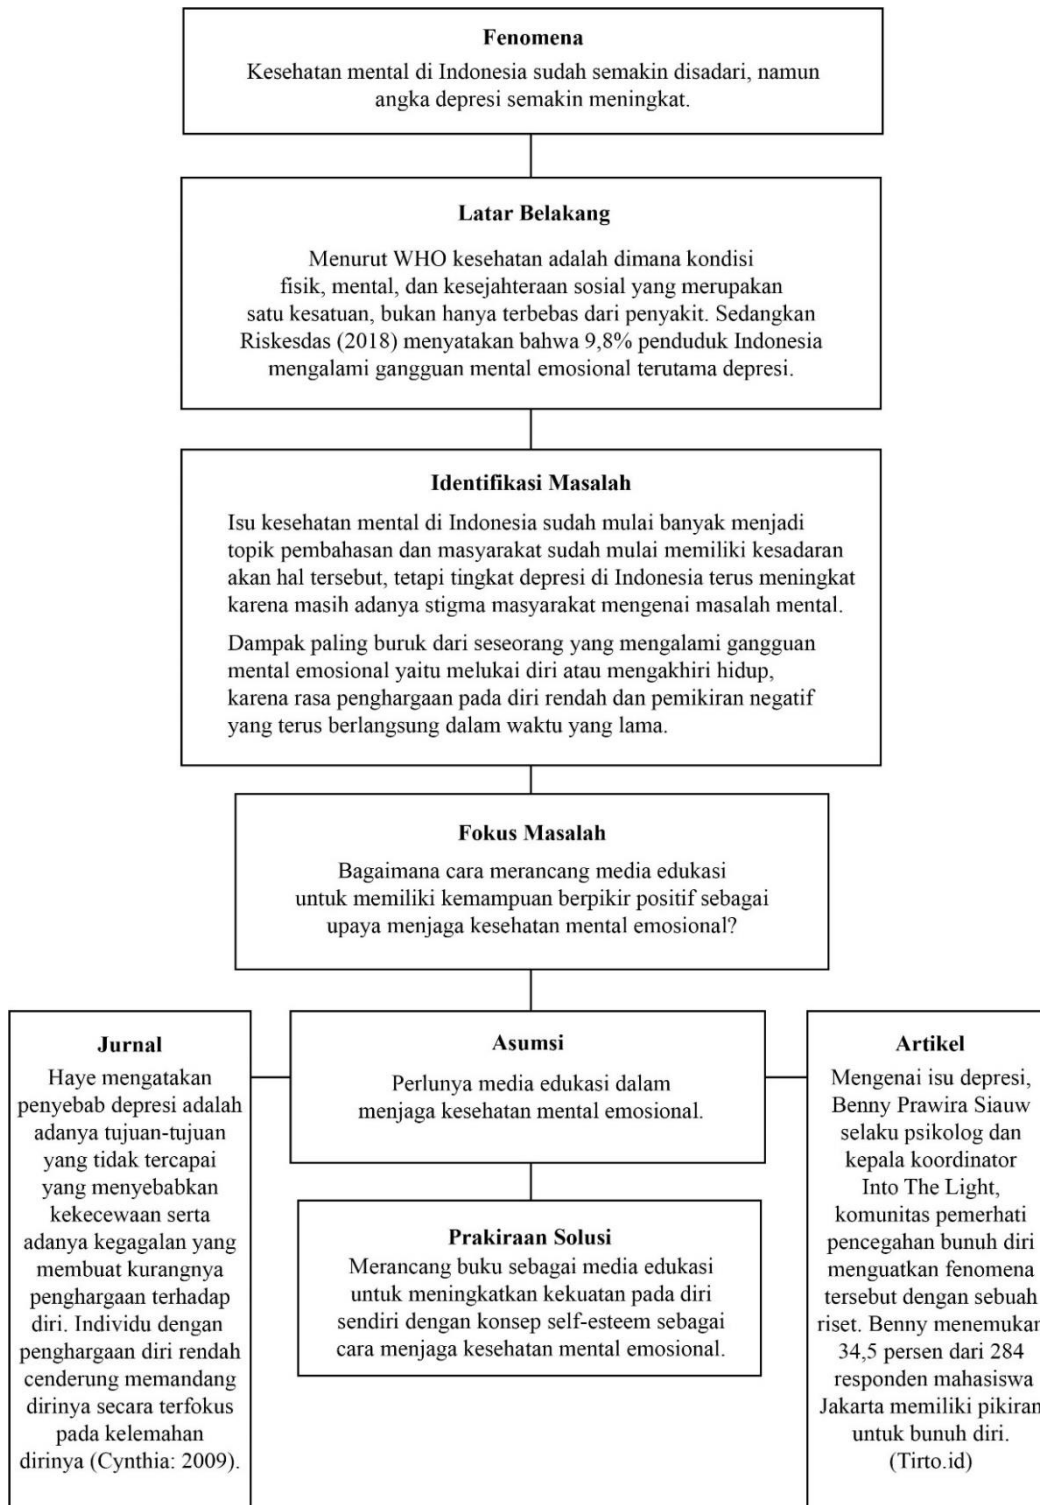 Fenomena
Kesehatan mental di Indonesia sudah semakin disadari, namun
angka depresi semakin meningkat.
Latar Belakang
Menurut WHO kesehatan adalah dimana kondisi
fisik, mental, dan kesejahteraan sosial yang merupakan
satu kesatuan, bukan hanya terbebas dari penyakit. Sedangkan
Riskesdas (2018) menyatakan bahwa 9,8% penduduk Indonesia
mengalami gangguan mental emosional terutama depresi.
Identifikasi Masalah
Isu kesehatan mental di Indonesia sudah mulai banyak menjadi
topik pembahasan dan masyarakat sudah mulai memiliki kesadaran
akan hal tersebut, tetapi tingkat depresi di Indonesia terus meningkat
karena masih adanya stigma masyarakat mengenai masalah mental.
Dampak paling buruk dari seseorang yang mengalami gangguan
mental emosional yaitu melukai diri atau mengakhiri hidup,
karena rasa penghargaan pada diri rendah dan pemikiran negatif
yang terus berlangsung dalam waktu yang lama.
Fokus Masalah
Bagaimana cara merancang media edukasi
untuk memiliki kemampuan berpikir positif sebagai
upaya menjaga kesehatan mental emosional?
Jurnal
Haye mengatakan
penyebab depresi adalah
adanya tujuan-tujuan
yang tidak tercapai
yang menyebabkan
kekecewaan serta
adanya kegagalan yang
membuat kurangnya
penghargaan terhadap
diri. Individu dengan
penghargaan diri rendah
cenderung memandang
dirinya secara terfokus
pada kelemahan
dirinya (Cynthia: 2009).
Asumsi
Perlunya media edukasi dalam
menjaga kesehatan mental emosional.
Prakiraan Solusi
Merancang buku sebagai media edukasi
untuk meningkatkan kekuatan pada diri
sendiri dengan konsep self-esteem sebagai
cara menjaga kesehatan mental emosional.
Artikel
Mengenai isu depresi,
Benny Prawira Siauw
selaku psikolog dan
kepala koordinator
Into The Light,
komunitas pemerhati
pencegahan bunuh diri
menguatkan fenomena
tersebut dengan sebuah
riset. Benny menemukan
34,5 persen dari 284
responden mahasiswa
Jakarta memiliki pikiran
untuk bunuh diri.
(Tirto.id)